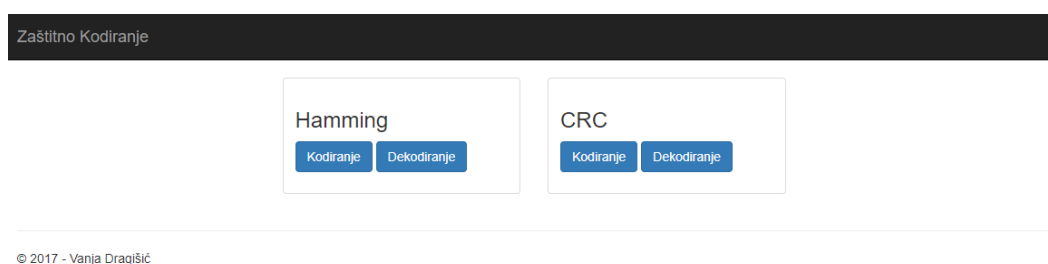 Zaštitno Kodiranje
Hamming
Kodiranje Dekodiranje
CRC
Kodiranje Dekodiranje
© 2017 - Vanja Dragišić